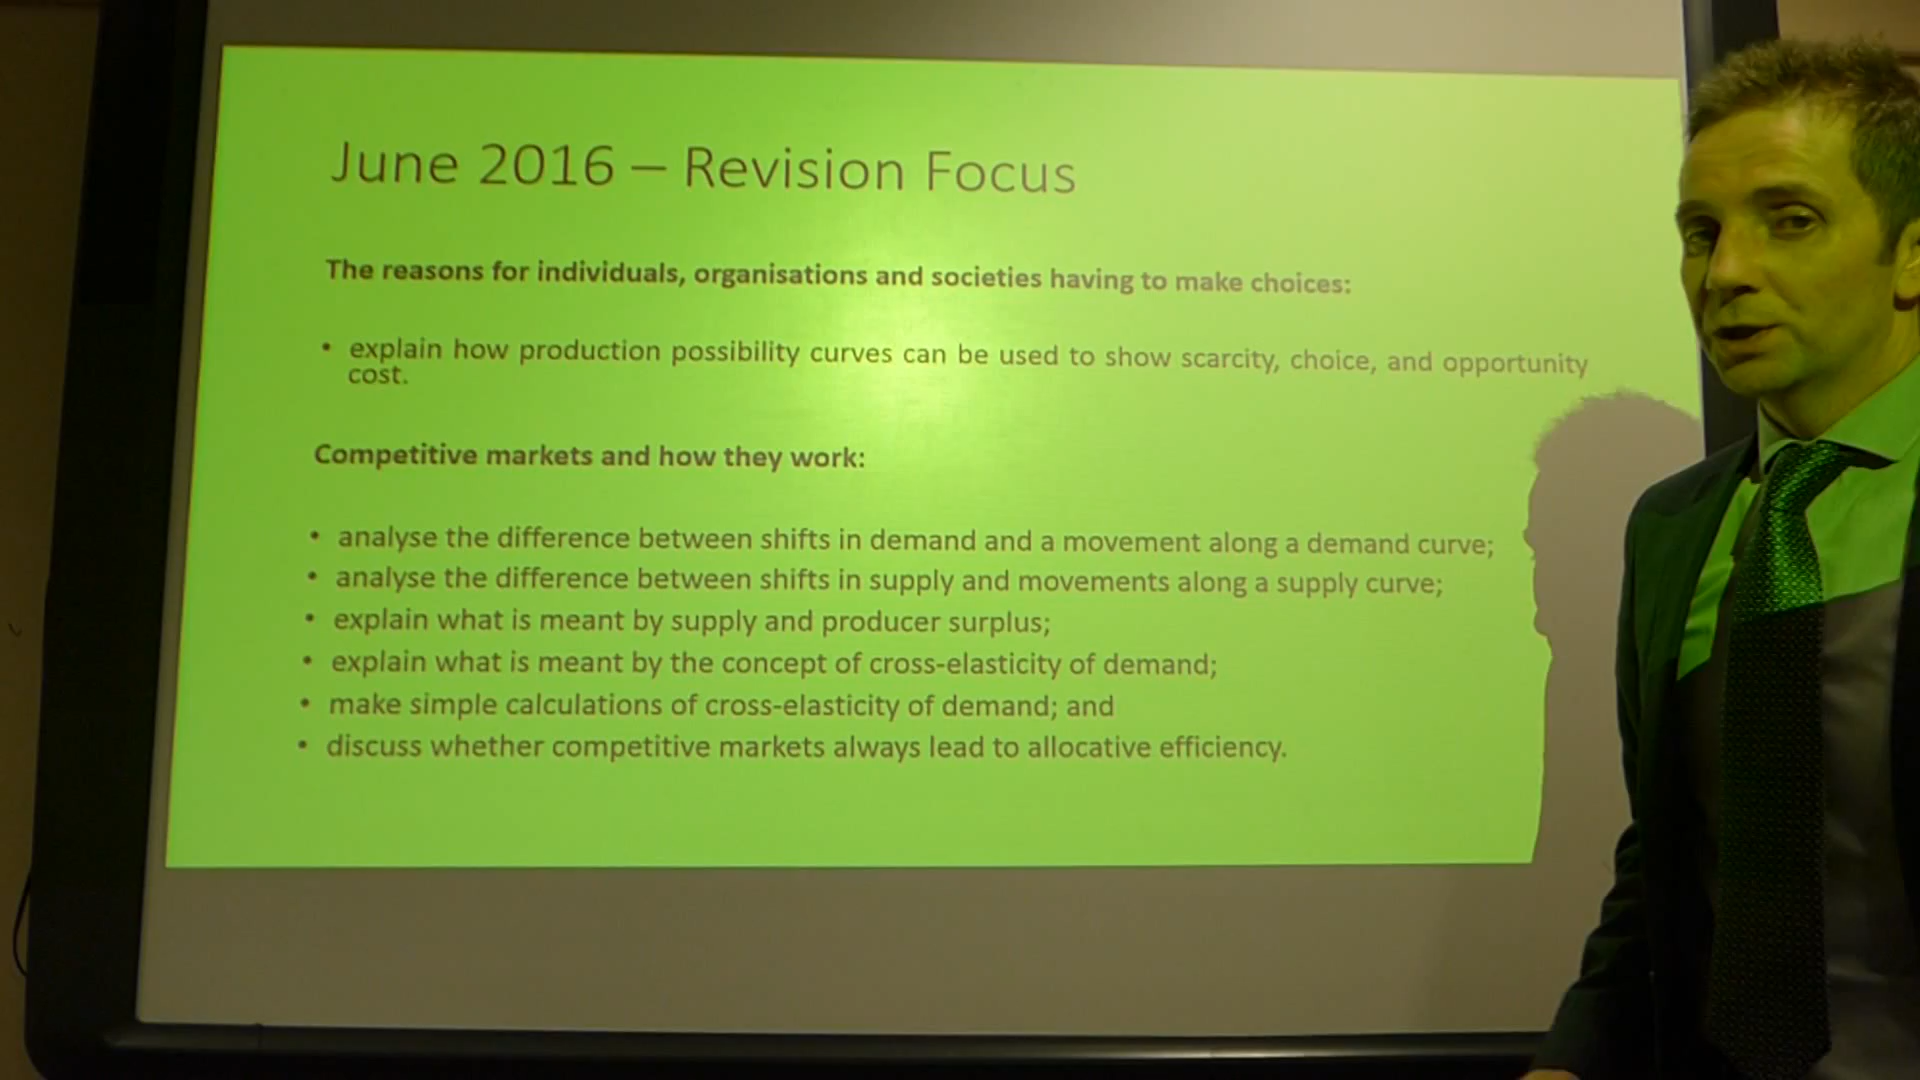 June 2016 – Revision Focus
The reasons for individuals, organisations and societies having to make choices:
• explain how production possibility curves can be used to show scarcity, choice, and opportunity
cost.
Competitive markets and how they work:
• analyse the difference between shifts in demand and a movement along a demand curve;
• analyse the difference between shifts in supply and movements along a supply curve;
• explain what is meant by supply and producer surplus;
• explain what is meant by the concept of cross-elasticity of demand;
• make simple calculations of cross-elasticity of demand; and
• discuss whether competitive markets always lead to allocative efficiency.